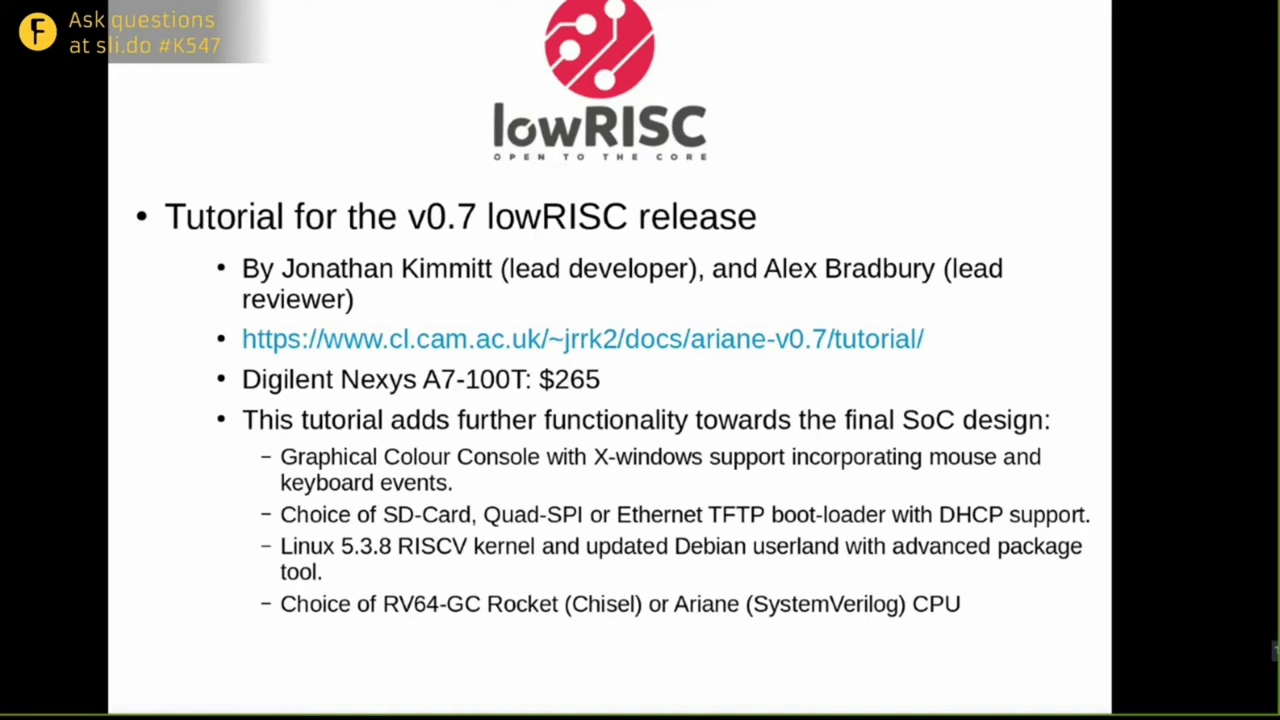 Ask questions
at sli.do #K547
lowRISC
OPEN TO THE CORE
• Tutorial for the v0.7 lowRISC release
• By Jonathan Kimmitt (lead developer), and Alex Bradbury (lead
reviewer)
• https://www.cl.cam.ac.uk/~jrrk2/docs/ariane-v0.7/tutorial/
• Digilent Nexys A7-100T: $265
• This tutorial adds further functionality towards the final SoC design:
– Graphical Colour Console with X-windows support incorporating mouse and
keyboard events.
– Choice of SD-Card, Quad-SPI or Ethernet TFTP boot-loader with DHCP support.
– Linux 5.3.8 RISCV kernel and updated Debian userland with advanced package
tool.
– Choice of RV64-GC Rocket (Chisel) or Ariane (SystemVerilog) CPU